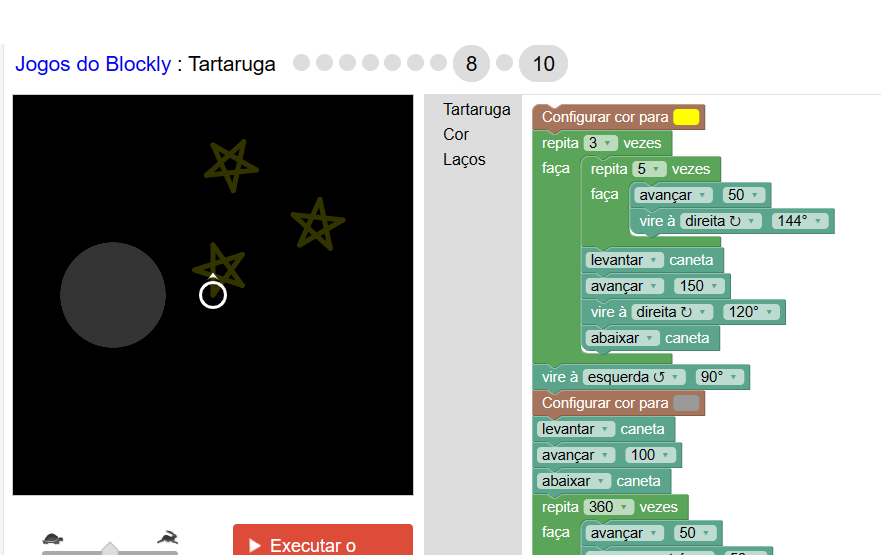 Jogos do Blockly : Tartaruga 8 10
Tartaruga
Cor
Laços
Configurar cor para
repita 3 vezes
faça repita 5 vezes
faça avançar 50
vire à direita ↻ 144°
levantar caneta
avançar 150
vire à direita ↻ 120°
abaixar caneta
vire à esquerda ↺ 90°
Configurar cor para
levantar caneta
avançar 100
abaixar caneta
repita 360 vezes
faça avançar 50
Executar o